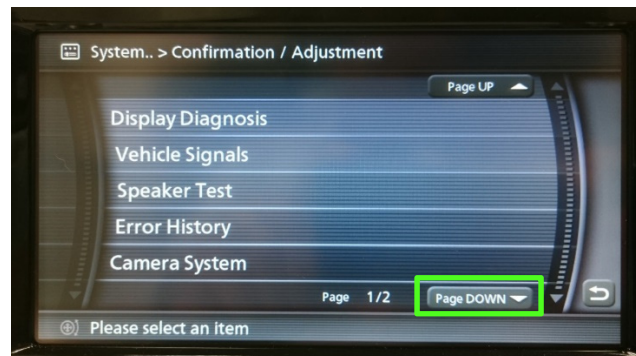 System.. > Confirmation / Adjustment
Page UP
Display Diagnosis
Vehicle Signals
Speaker Test
Error History
Camera System
Page 1/2 Page DOWN
Please select an item